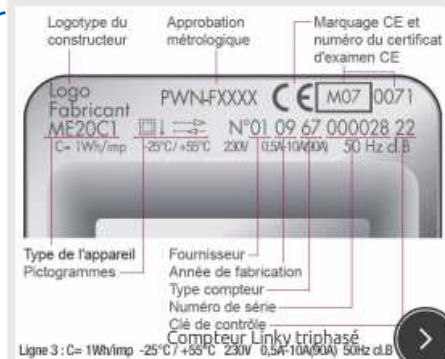 Logotype du constructeur
Approbation métrologique
Marquage CE et numéro du certificat d'examen CE
Logo Fabricant
PWN-FXXXX CE M07 0071
ME20C1 N°01 09 67 000028 22
C= 1Wh/imp -25°C/+55°C 230V 0,5A-10A(90A) 50 Hz cl.B
Type de l'appareil
Pictogrammes
Fournisseur
Année de fabrication
Type compteur
Numéro de série
Clé de contrôle
Compteur Linky triphasé
Ligne 3 : C= 1Wh/imp -25°C / +55°C 230V 0,5A-10A(90A) 50Hz cl.B